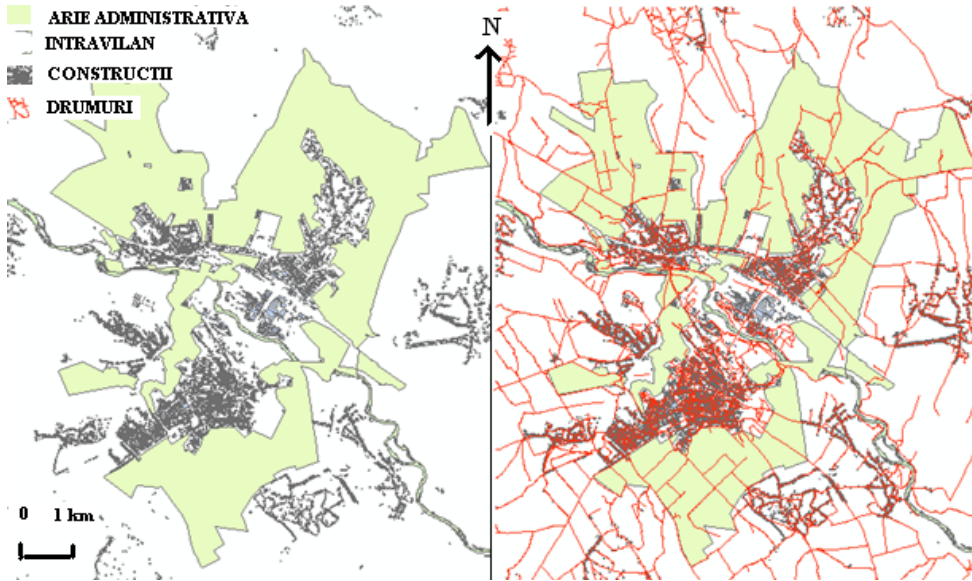 ARIE ADMINISTRATIVA
INTRAVILAN
CONSTRUCTII
DRUMURI
N
0 1 km